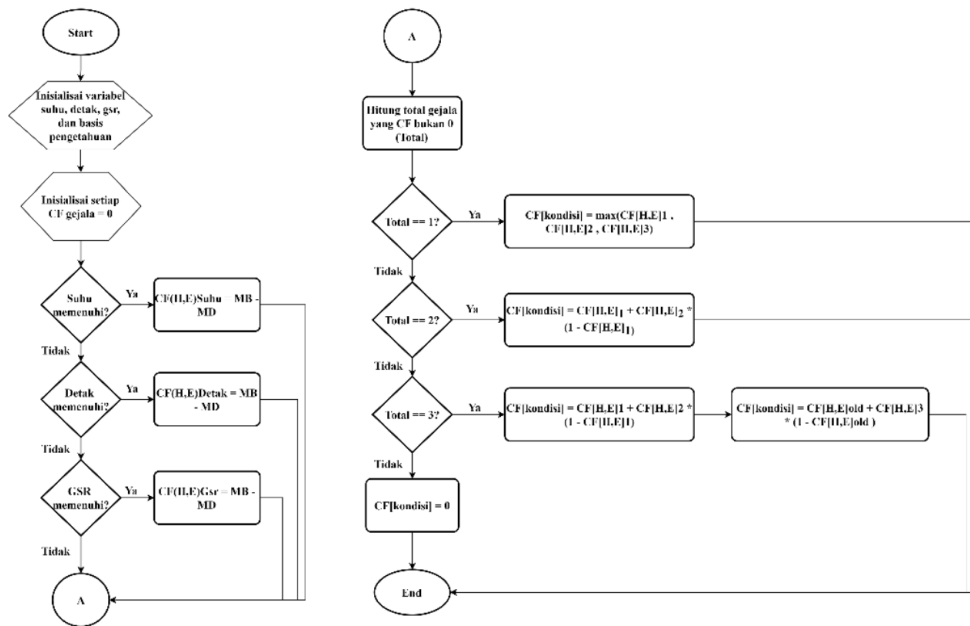 Start
Inisialisai variabel
suhu, detak, gsr,
dan basis
pengetahuan
Inisialisai setiap
CF gejala = 0
Suhu
memenuhi?
Ya
CF(H,E)Suhu MB -
MD
Tidak
Detak
memenuhi?
Ya
CF(H,E)Detak = MB
- MD
Tidak
GSR
memenuhi?
Ya
CF(H,E)Gsr = MB -
MD
Tidak
A
A
Hitung total gejala
yang CF bukan 0
(Total)
Total == 1?
Ya
CF[kondisi] = max(CF[H,E]1 ,
CF[H,E]2 , CF[H,E]3)
Tidak
Total == 2?
Ya
CF[kondisi] = CF[H,E]1 + CF[H,E]2 *
(1 - CF[H,E]1)
Tidak
Total == 3?
Ya
CF[kondisi] = CF[H,E]1 + CF[H,E]2 *
(1 - CF[H,E]1)
CF[kondisi] = CF[H,E]old + CF[H,E]3
* (1 - CF[H,E]old )
Tidak
CF[kondisi] = 0
End